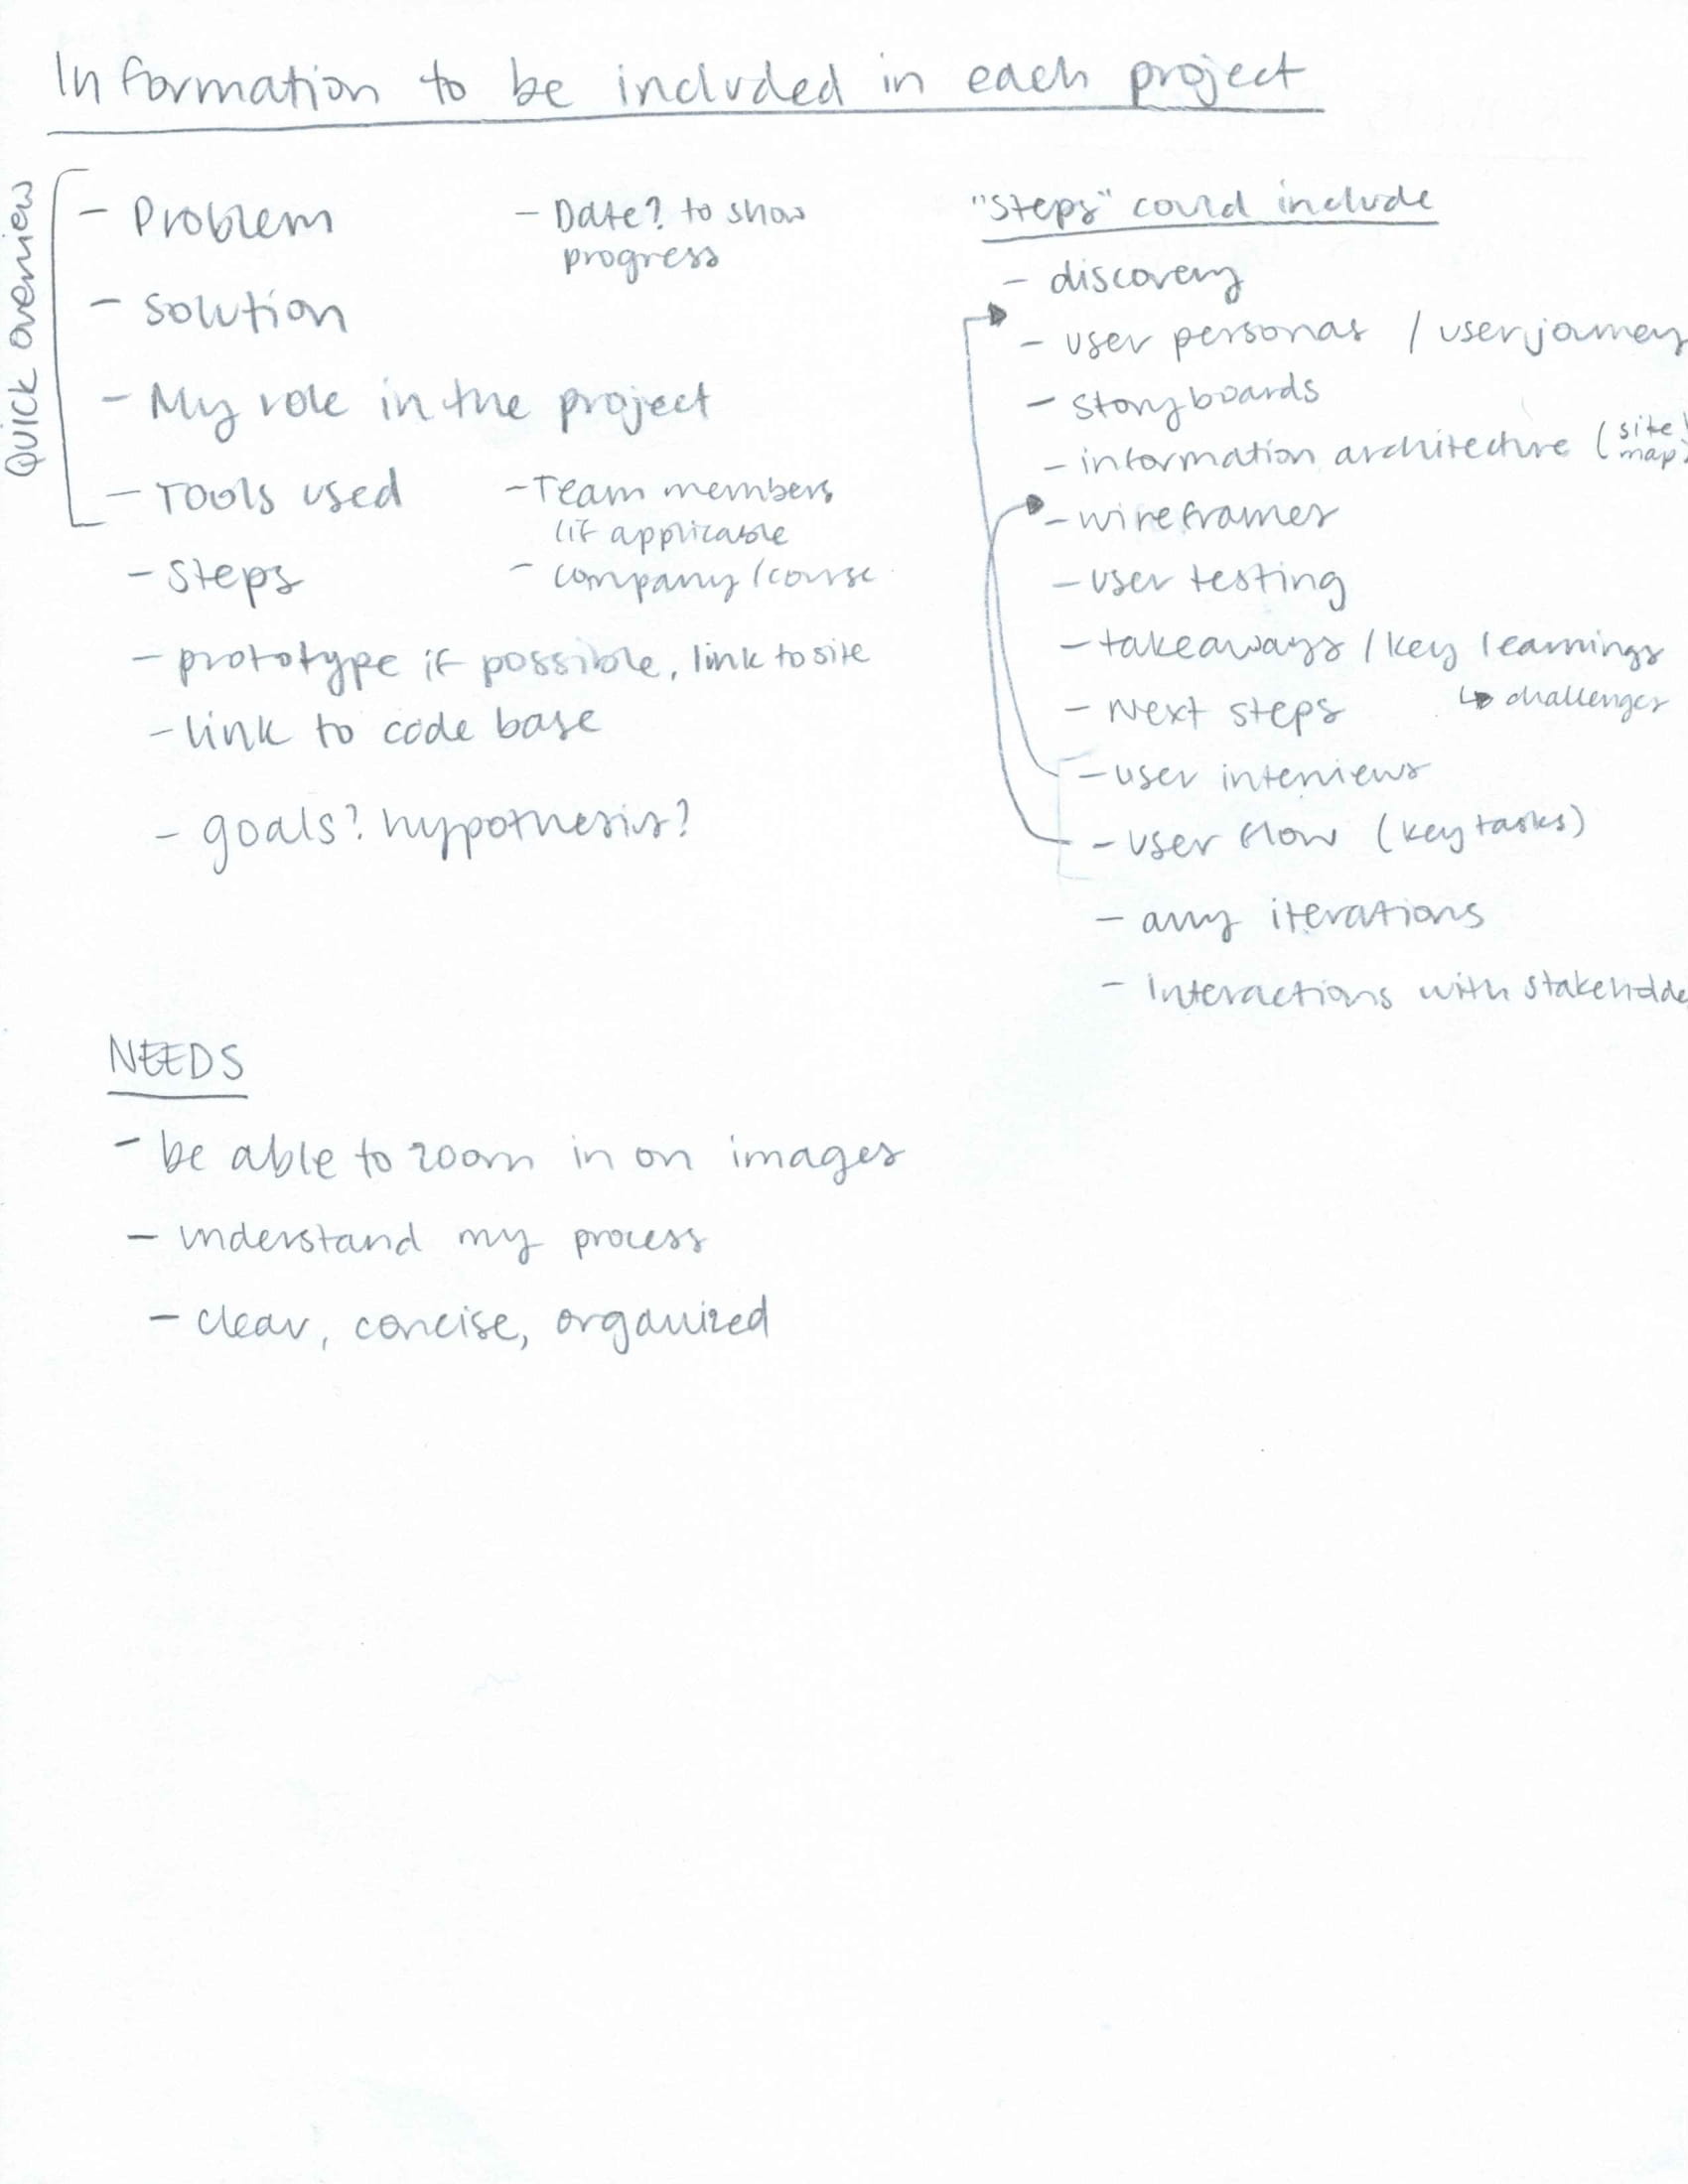 Information to be included in each project
Quick overview
- Problem
- Solution
- My role in the project
- Tools used
- Steps
- prototype if possible, link to site
- link to code base
- goals? hypothesis?
- Date? to show
progress
- Team members
(if applicable
- company/course
"Steps" could include
- discovery
- user personas / user journey
- storyboards
- information architecture (site
map)
- wireframes
- user testing
- takeaways / key learnings
↳ challenges
- Next steps
- user interviews
- user flow (key tasks)
- any iterations
- Interactions with stakeholde
NEEDS
- be able to zoom in on images
- understand my process
- clear, concise, organized